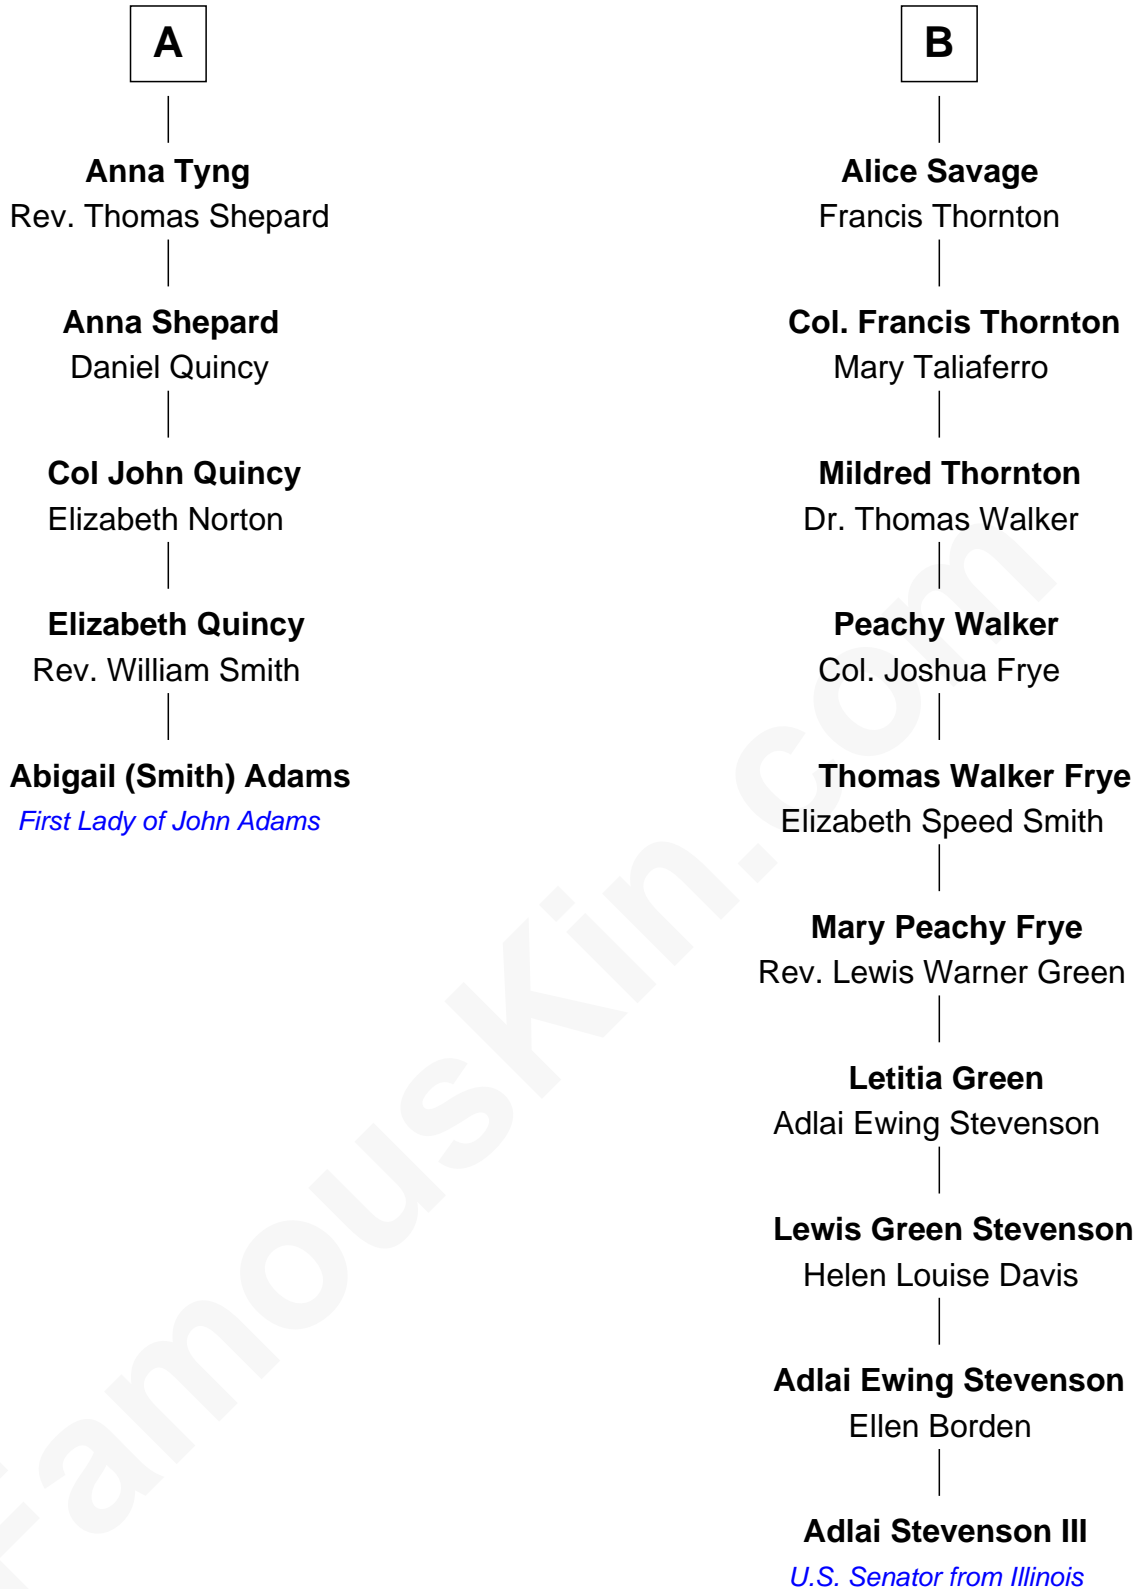 A
Anna Tyng
Rev. Thomas Shepard
Anna Shepard
Daniel Quincy
Col John Quincy
Elizabeth Norton
Elizabeth Quincy
Rev. William Smith
Abigail (Smith) Adams
First Lady of John Adams
B
Alice Savage
Francis Thornton
Col. Francis Thornton
Mary Taliaferro
Mildred Thornton
Dr. Thomas Walker
Peachy Walker
Col. Joshua Frye
Thomas Walker Frye
Elizabeth Speed Smith
Mary Peachy Frye
Rev. Lewis Warner Green
Letitia Green
Adlai Ewing Stevenson
Lewis Green Stevenson
Helen Louise Davis
Adlai Ewing Stevenson
Ellen Borden
Adlai Stevenson III
U.S. Senator from Illinois
FamousKin.com